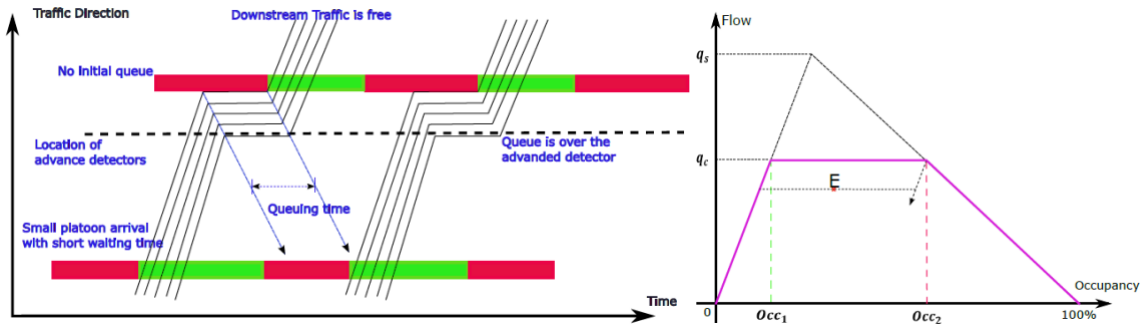 Traffic Direction
Downstream Traffic is free
No Initial queue
Location of
advance detectors
Queue is over the
advanded detector
Queuing time
Small platoon arrival
with short waiting time
Time
Flow
qs
qc
E
Occupancy
0
Occ1
Occ2
100%